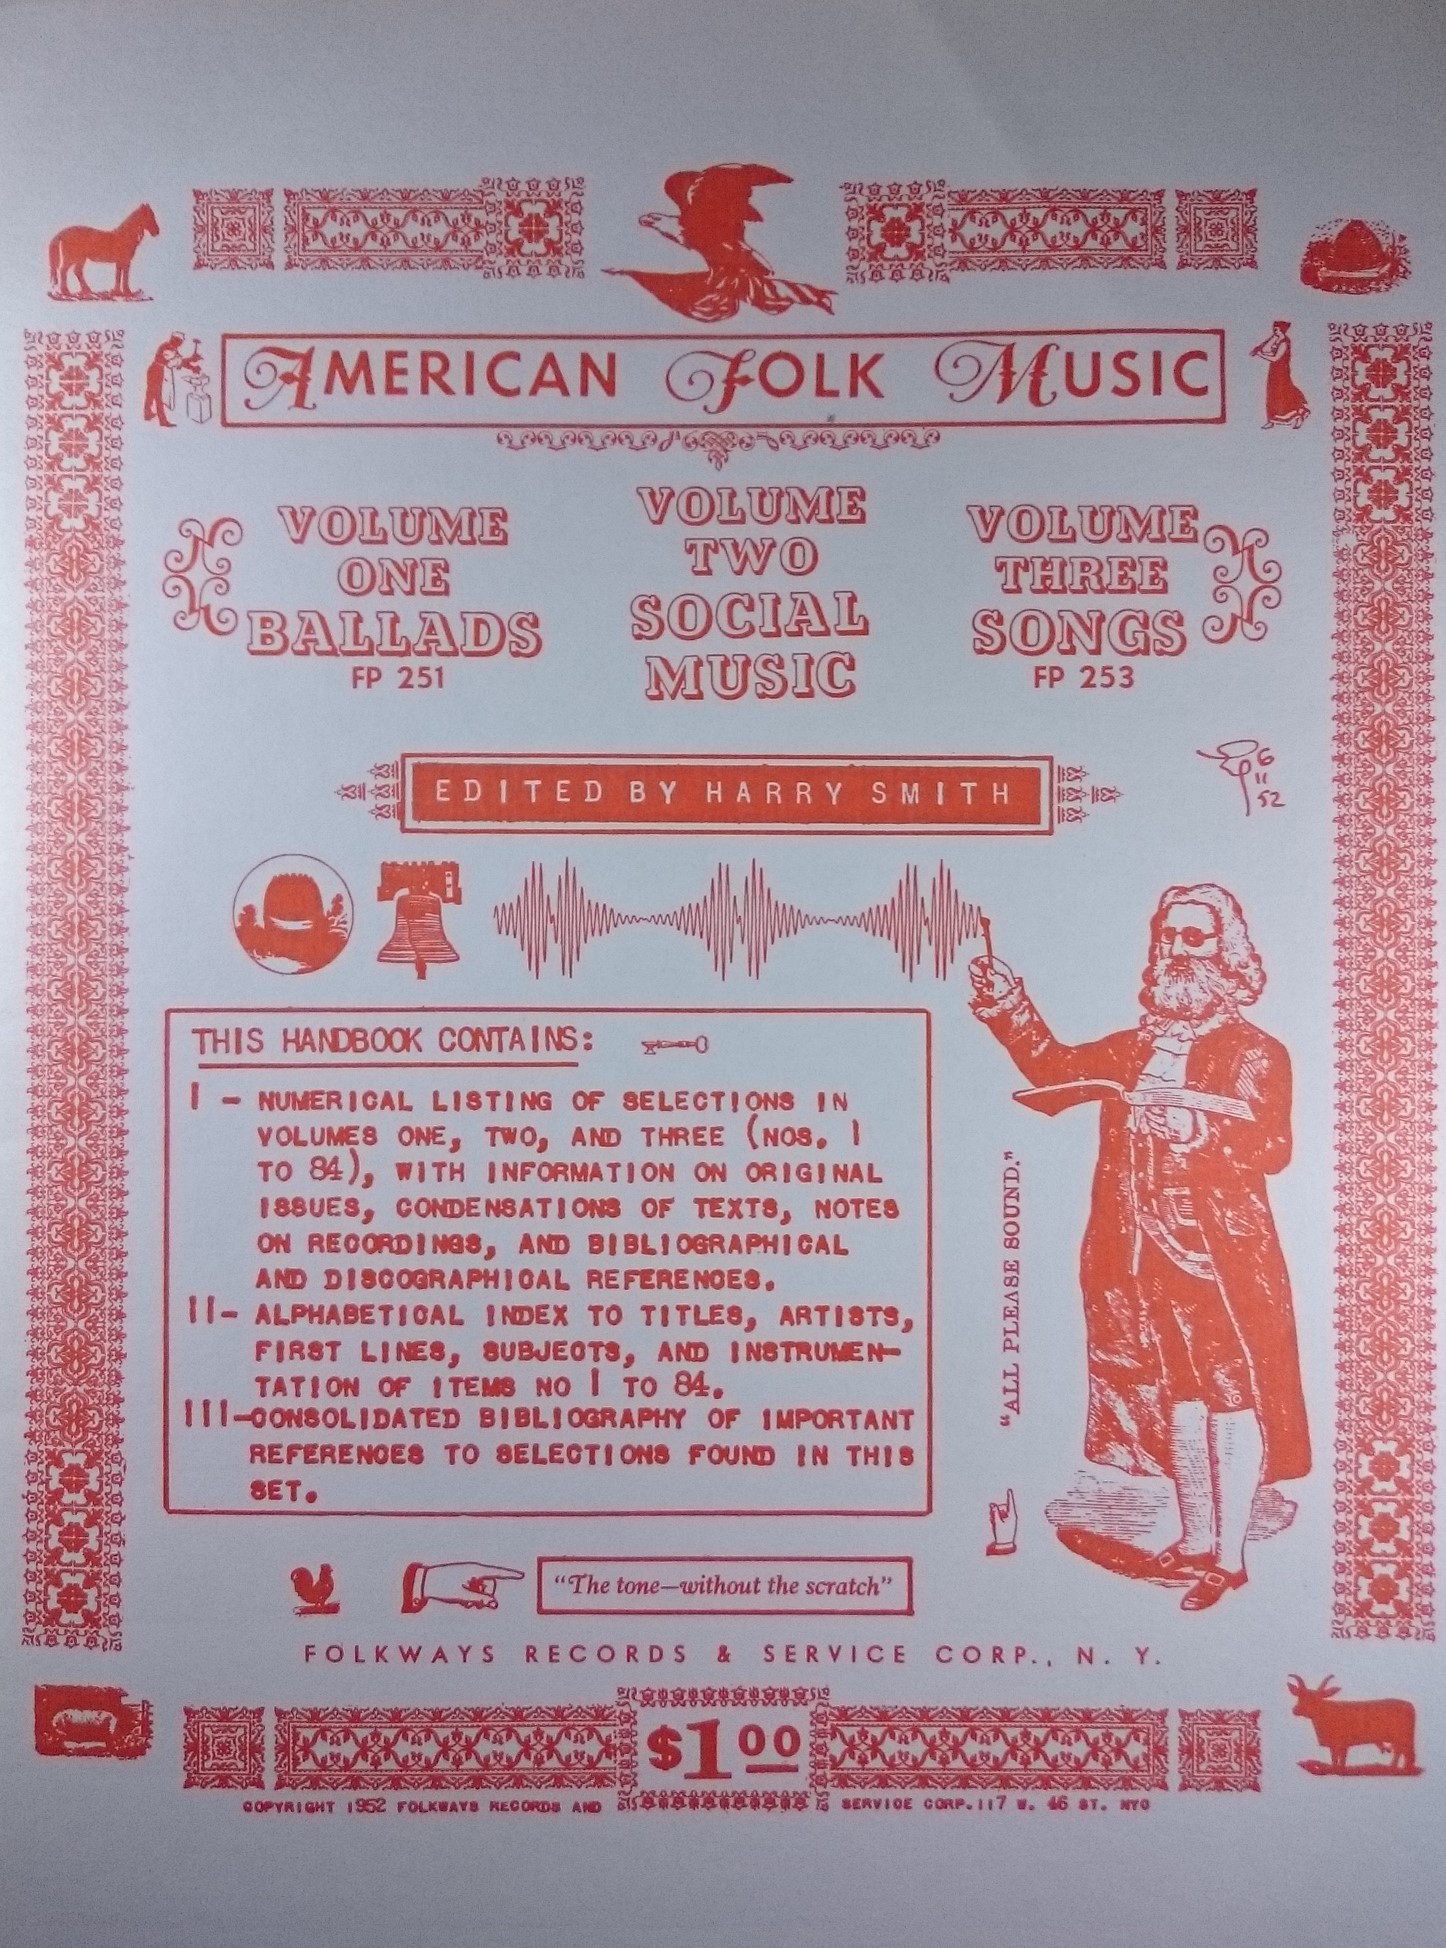 AMERICAN FOLK MUSIC
VOLUME
ONE
BALLADS
FP 251
VOLUME
TWO
SOCIAL
MUSIC
VOLUME
THREE
SONGS
FP 253
EDITED BY HARRY SMITH
6
11
52
THIS HANDBOOK CONTAINS:
I - NUMERICAL LISTING OF SELECTIONS IN
VOLUMES ONE, TWO, AND THREE (NOS. 1
TO 84), WITH INFORMATION ON ORIGINAL
ISSUES, CONDENSATIONS OF TEXTS, NOTES
ON RECORDINGS, AND BIBLIOGRAPHICAL
AND DISCOGRAPHICAL REFERENCES.
II- ALPHABETICAL INDEX TO TITLES, ARTISTS,
FIRST LINES, SUBJECTS, AND INSTRUMEN-
TATION OF ITEMS NO 1 TO 84.
III-CONSOLIDATED BIBLIOGRAPHY OF IMPORTANT
REFERENCES TO SELECTIONS FOUND IN THIS
SET.
"ALL PLEASE SOUND."
"The tone—without the scratch"
FOLKWAYS RECORDS & SERVICE CORP., N. Y.
$1.00
COPYRIGHT 1952 FOLKWAYS RECORDS AND SERVICE CORP. 117 W. 46 ST. NYC